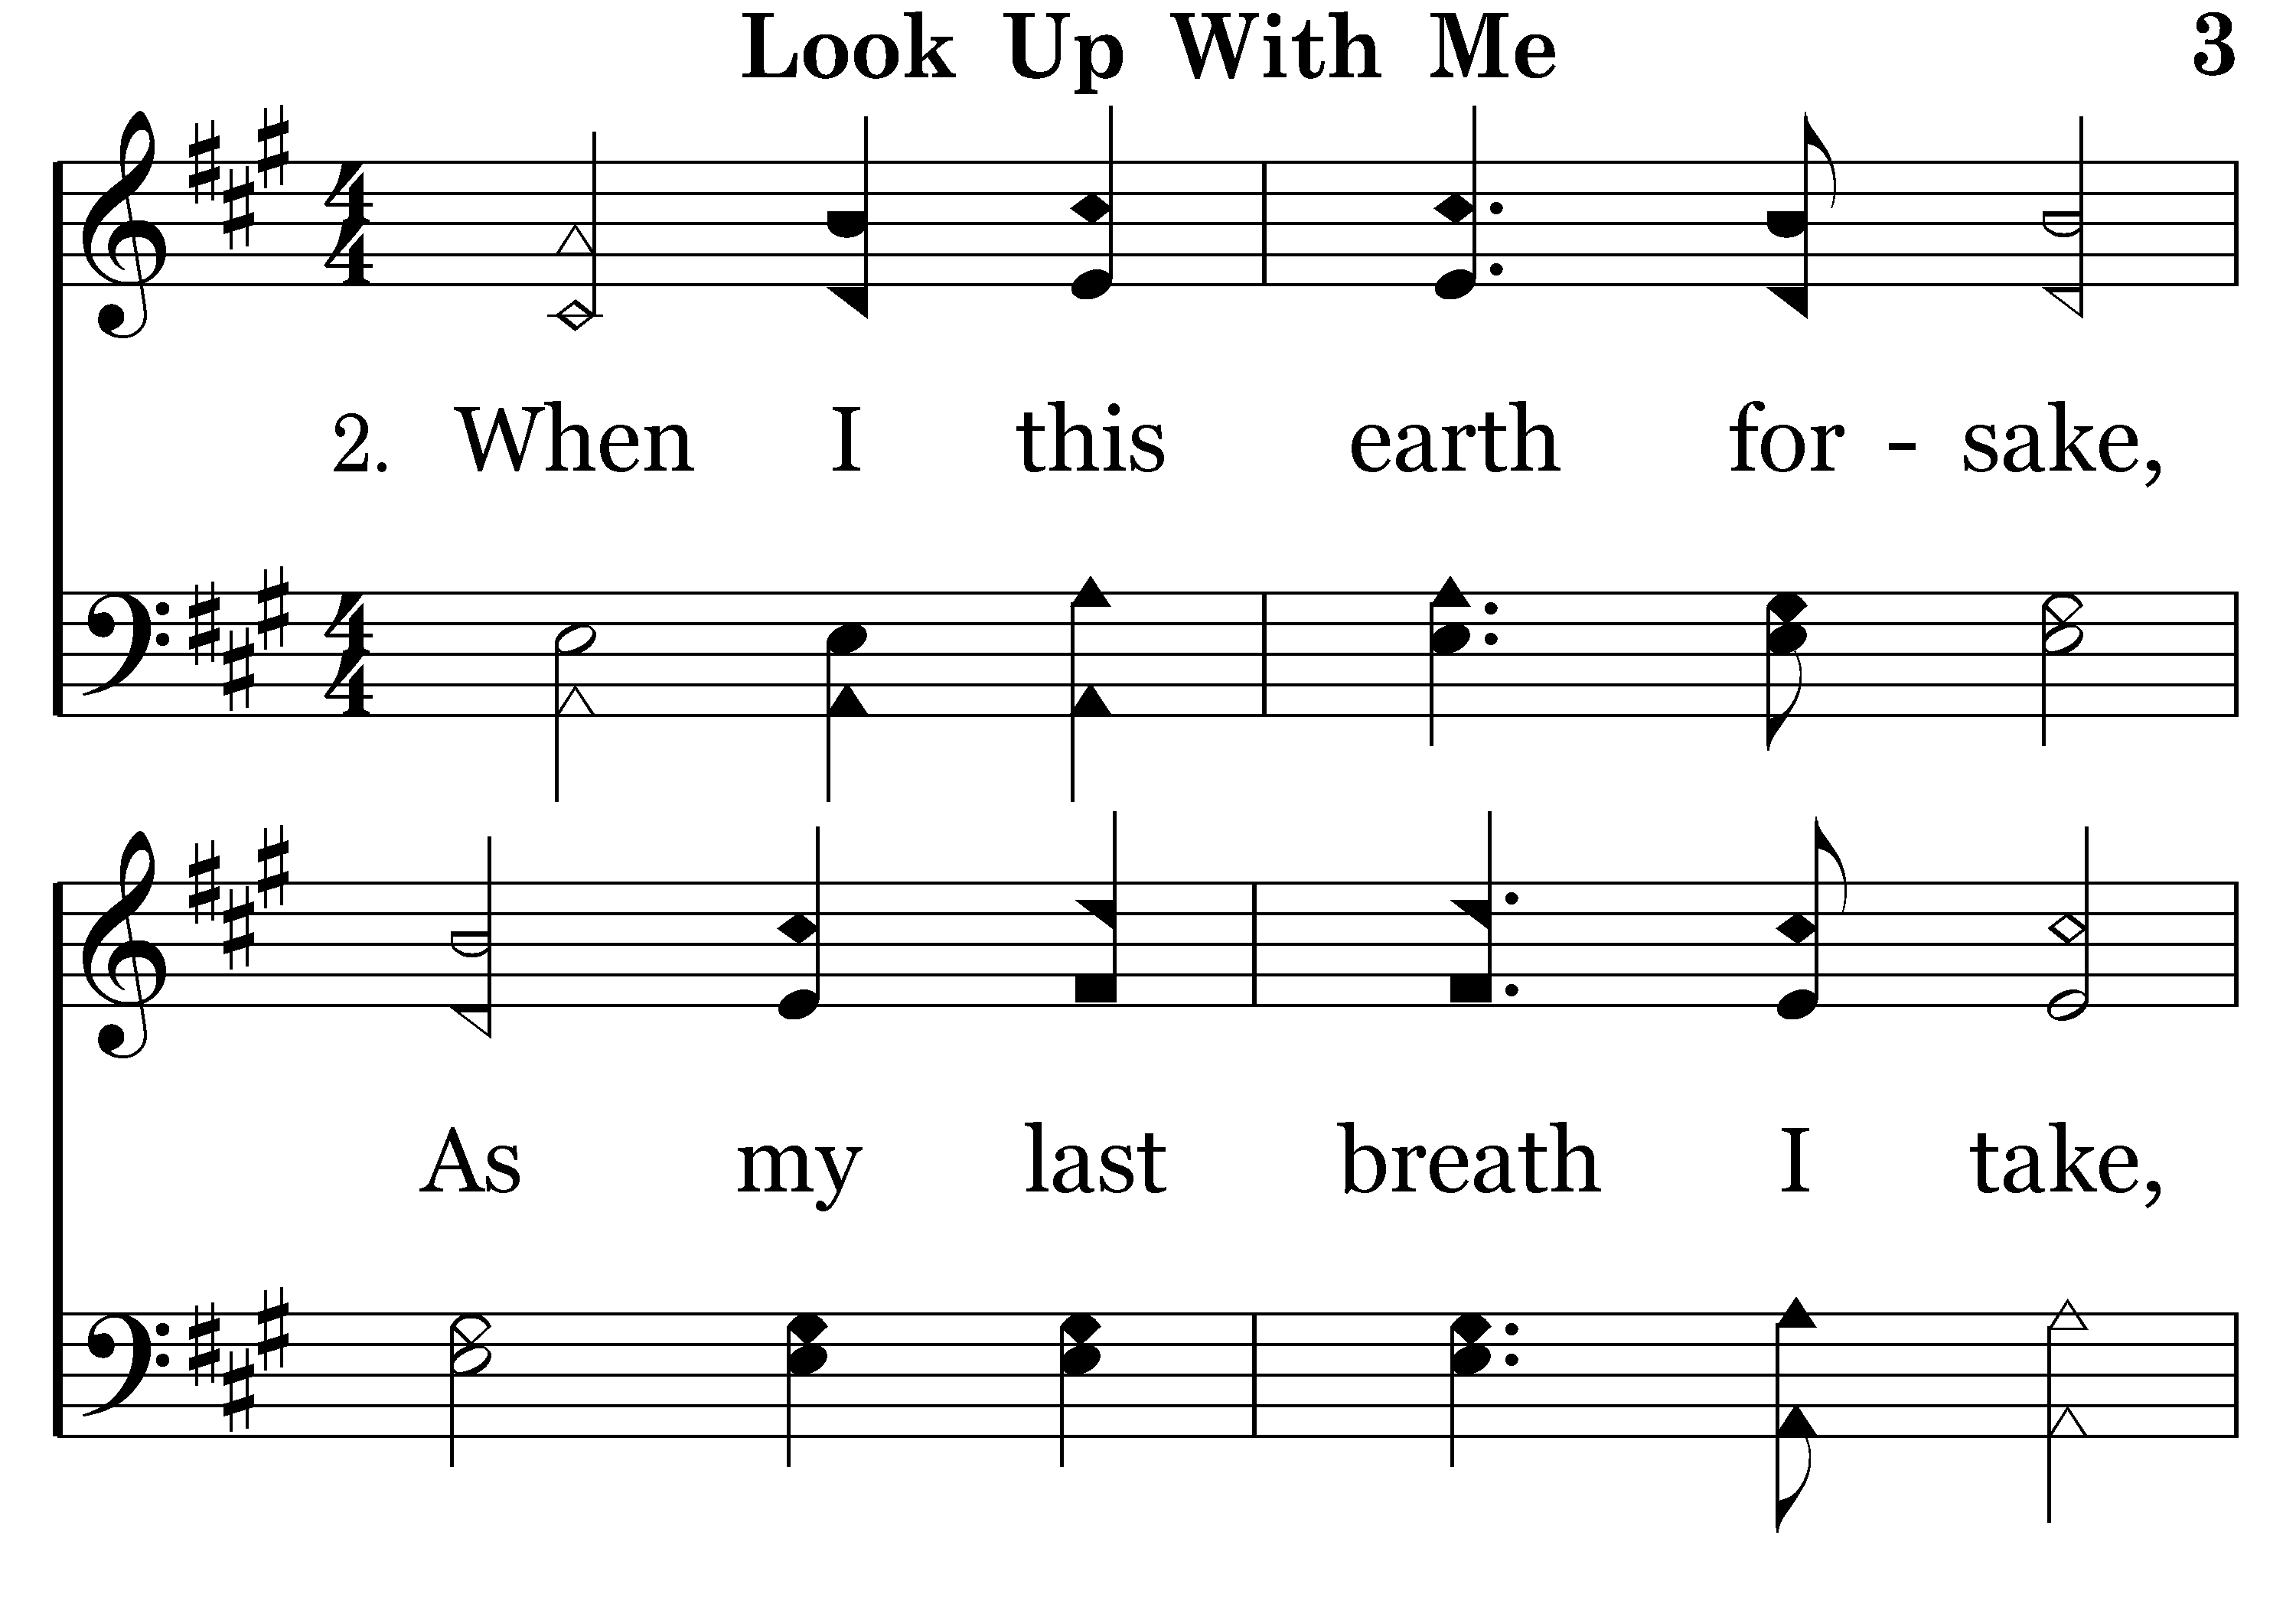 Look Up With Me 3
2. When I this earth for - sake,
As my last breath I take,